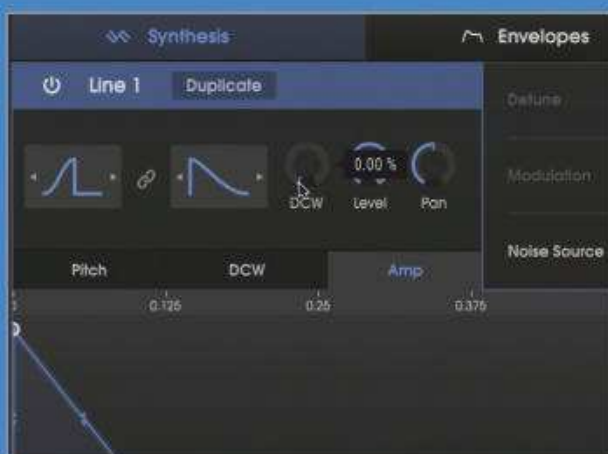 Synthesis
Envelopes
Line 1
Duplicate
Detune
0.00 %
DCW
Level
Pan
Modulation
Noise Source
Pitch
DCW
Amp
0.125
0.25
0.375